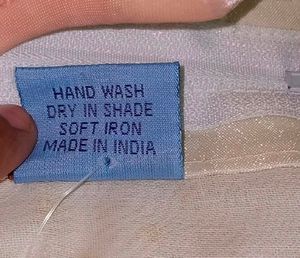 HAND WASH
DRY IN SHADE
SOFT IRON
MADE IN INDIA